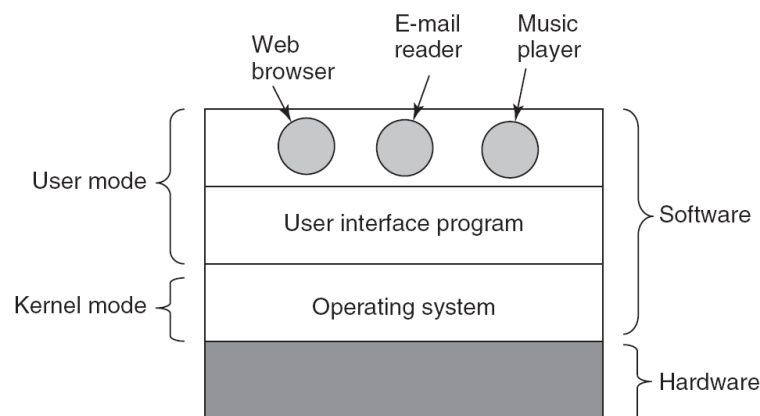 Web
browser
E-mail
reader
Music
player
User mode
User interface program
Software
Kernel mode
Operating system
Hardware